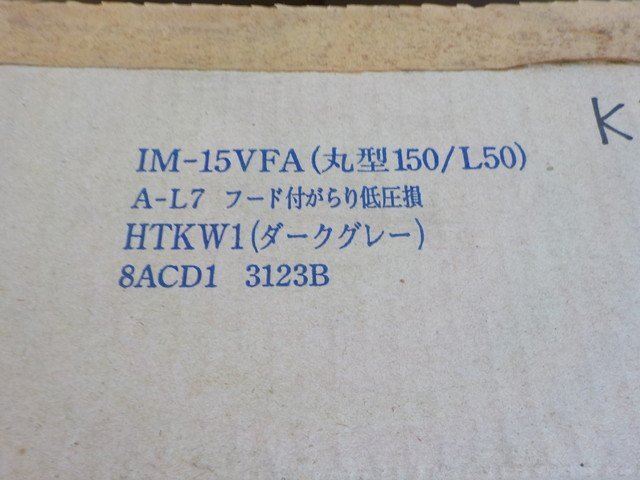 K
IM-15VFA(丸型150/L50)
A-L7 フード付がらり低圧損
HTKW1(ダークグレー)
8ACD1 3123B